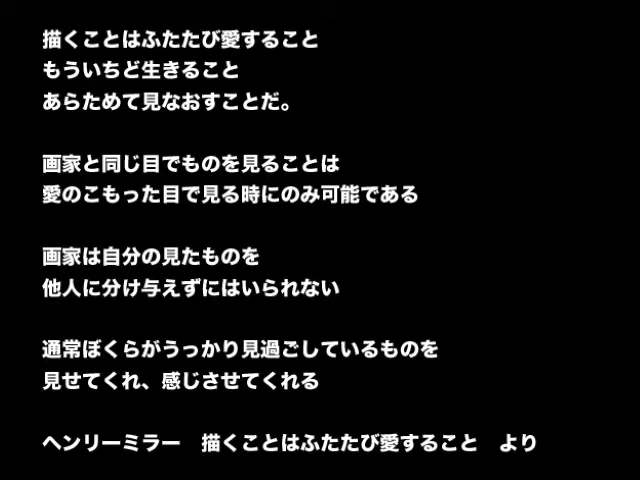 描くことはふたたび愛すること
もういちど生きること
あらためて見なおすことだ。
画家と同じ目でものを見ることは
愛のこもった目で見る時にのみ可能である
画家は自分の見たものを
他人に分け与えずにはいられない
通常ぼくらがうっかり見過ごしているものを
見せてくれ、感じさせてくれる
ヘンリーミラー　描くことはふたたび愛すること　より